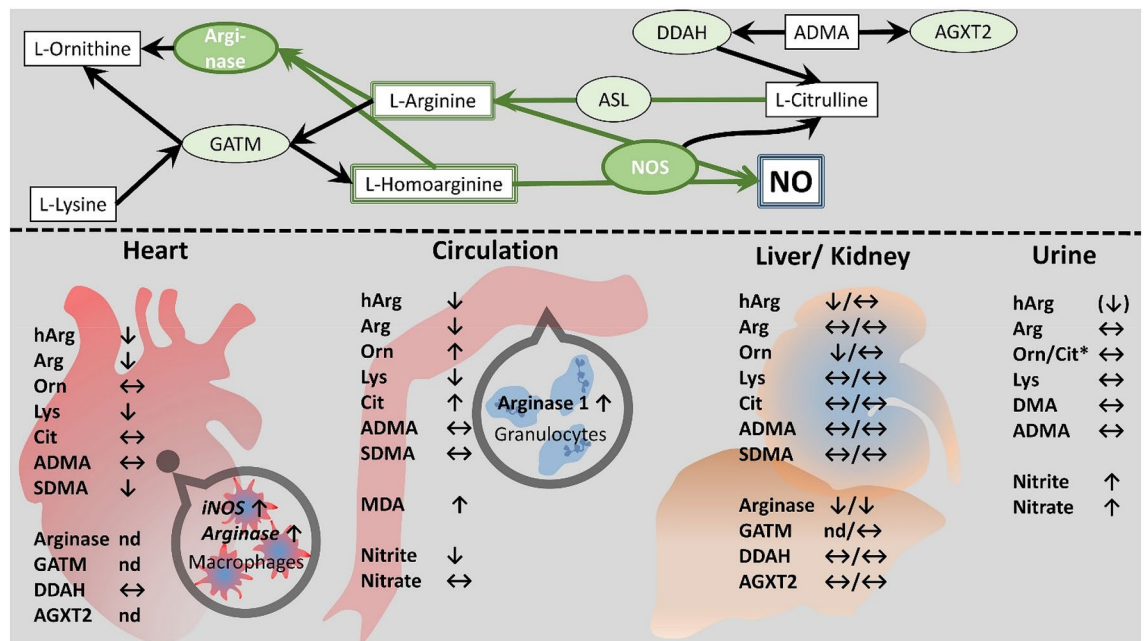 L-Ornithine
Argi-
nase
DDAH
ADMA
AGXT2
L-Arginine
ASL
L-Citrulline
GATM
NOS
L-Homoarginine
NO
L-Lysine
Heart
hArg ↓
Arg ↓
Orn ↔
Lys ↓
Cit ↔
ADMA ↔
SDMA ↓
Arginase nd
GATM nd
DDAH ↔
AGXT2 nd
iNOS ↑
Arginase ↑
Macrophages
Circulation
hArg ↓
Arg ↓
Orn ↑
Lys ↓
Cit ↑
ADMA ↔
SDMA ↔
MDA ↑
Nitrite ↓
Nitrate ↔
Arginase 1 ↑
Granulocytes
Liver/ Kidney
hArg ↓/↔
Arg ↔/↔
Orn ↓/↔
Lys ↔/↔
Cit ↔/↔
ADMA ↔/↔
SDMA ↔/↔
Arginase ↓/↓
GATM nd/↔
DDAH ↔/↔
AGXT2 ↔/↔
Urine
hArg (↓)
Arg ↔
Orn/Cit* ↔
Lys ↔
DMA ↔
ADMA ↔
Nitrite ↑
Nitrate ↑